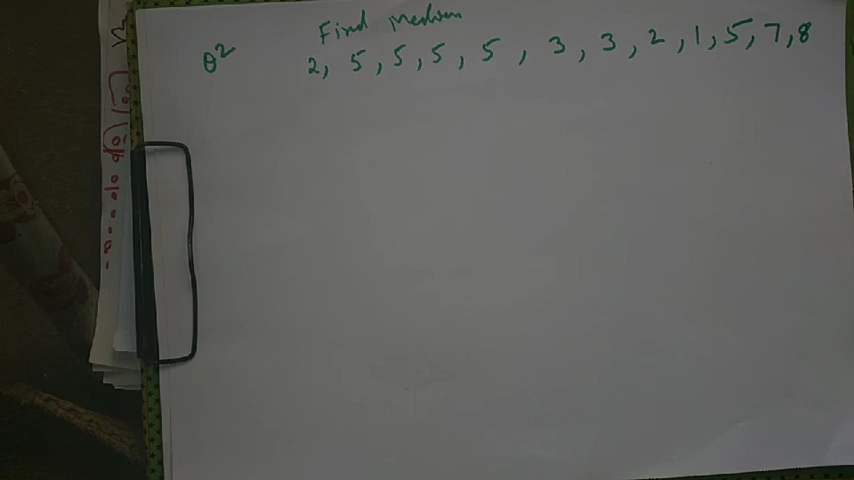 Find median
Q2
2, 5, 5, 5, 5, 3, 3, 2, 1, 5, 7, 8